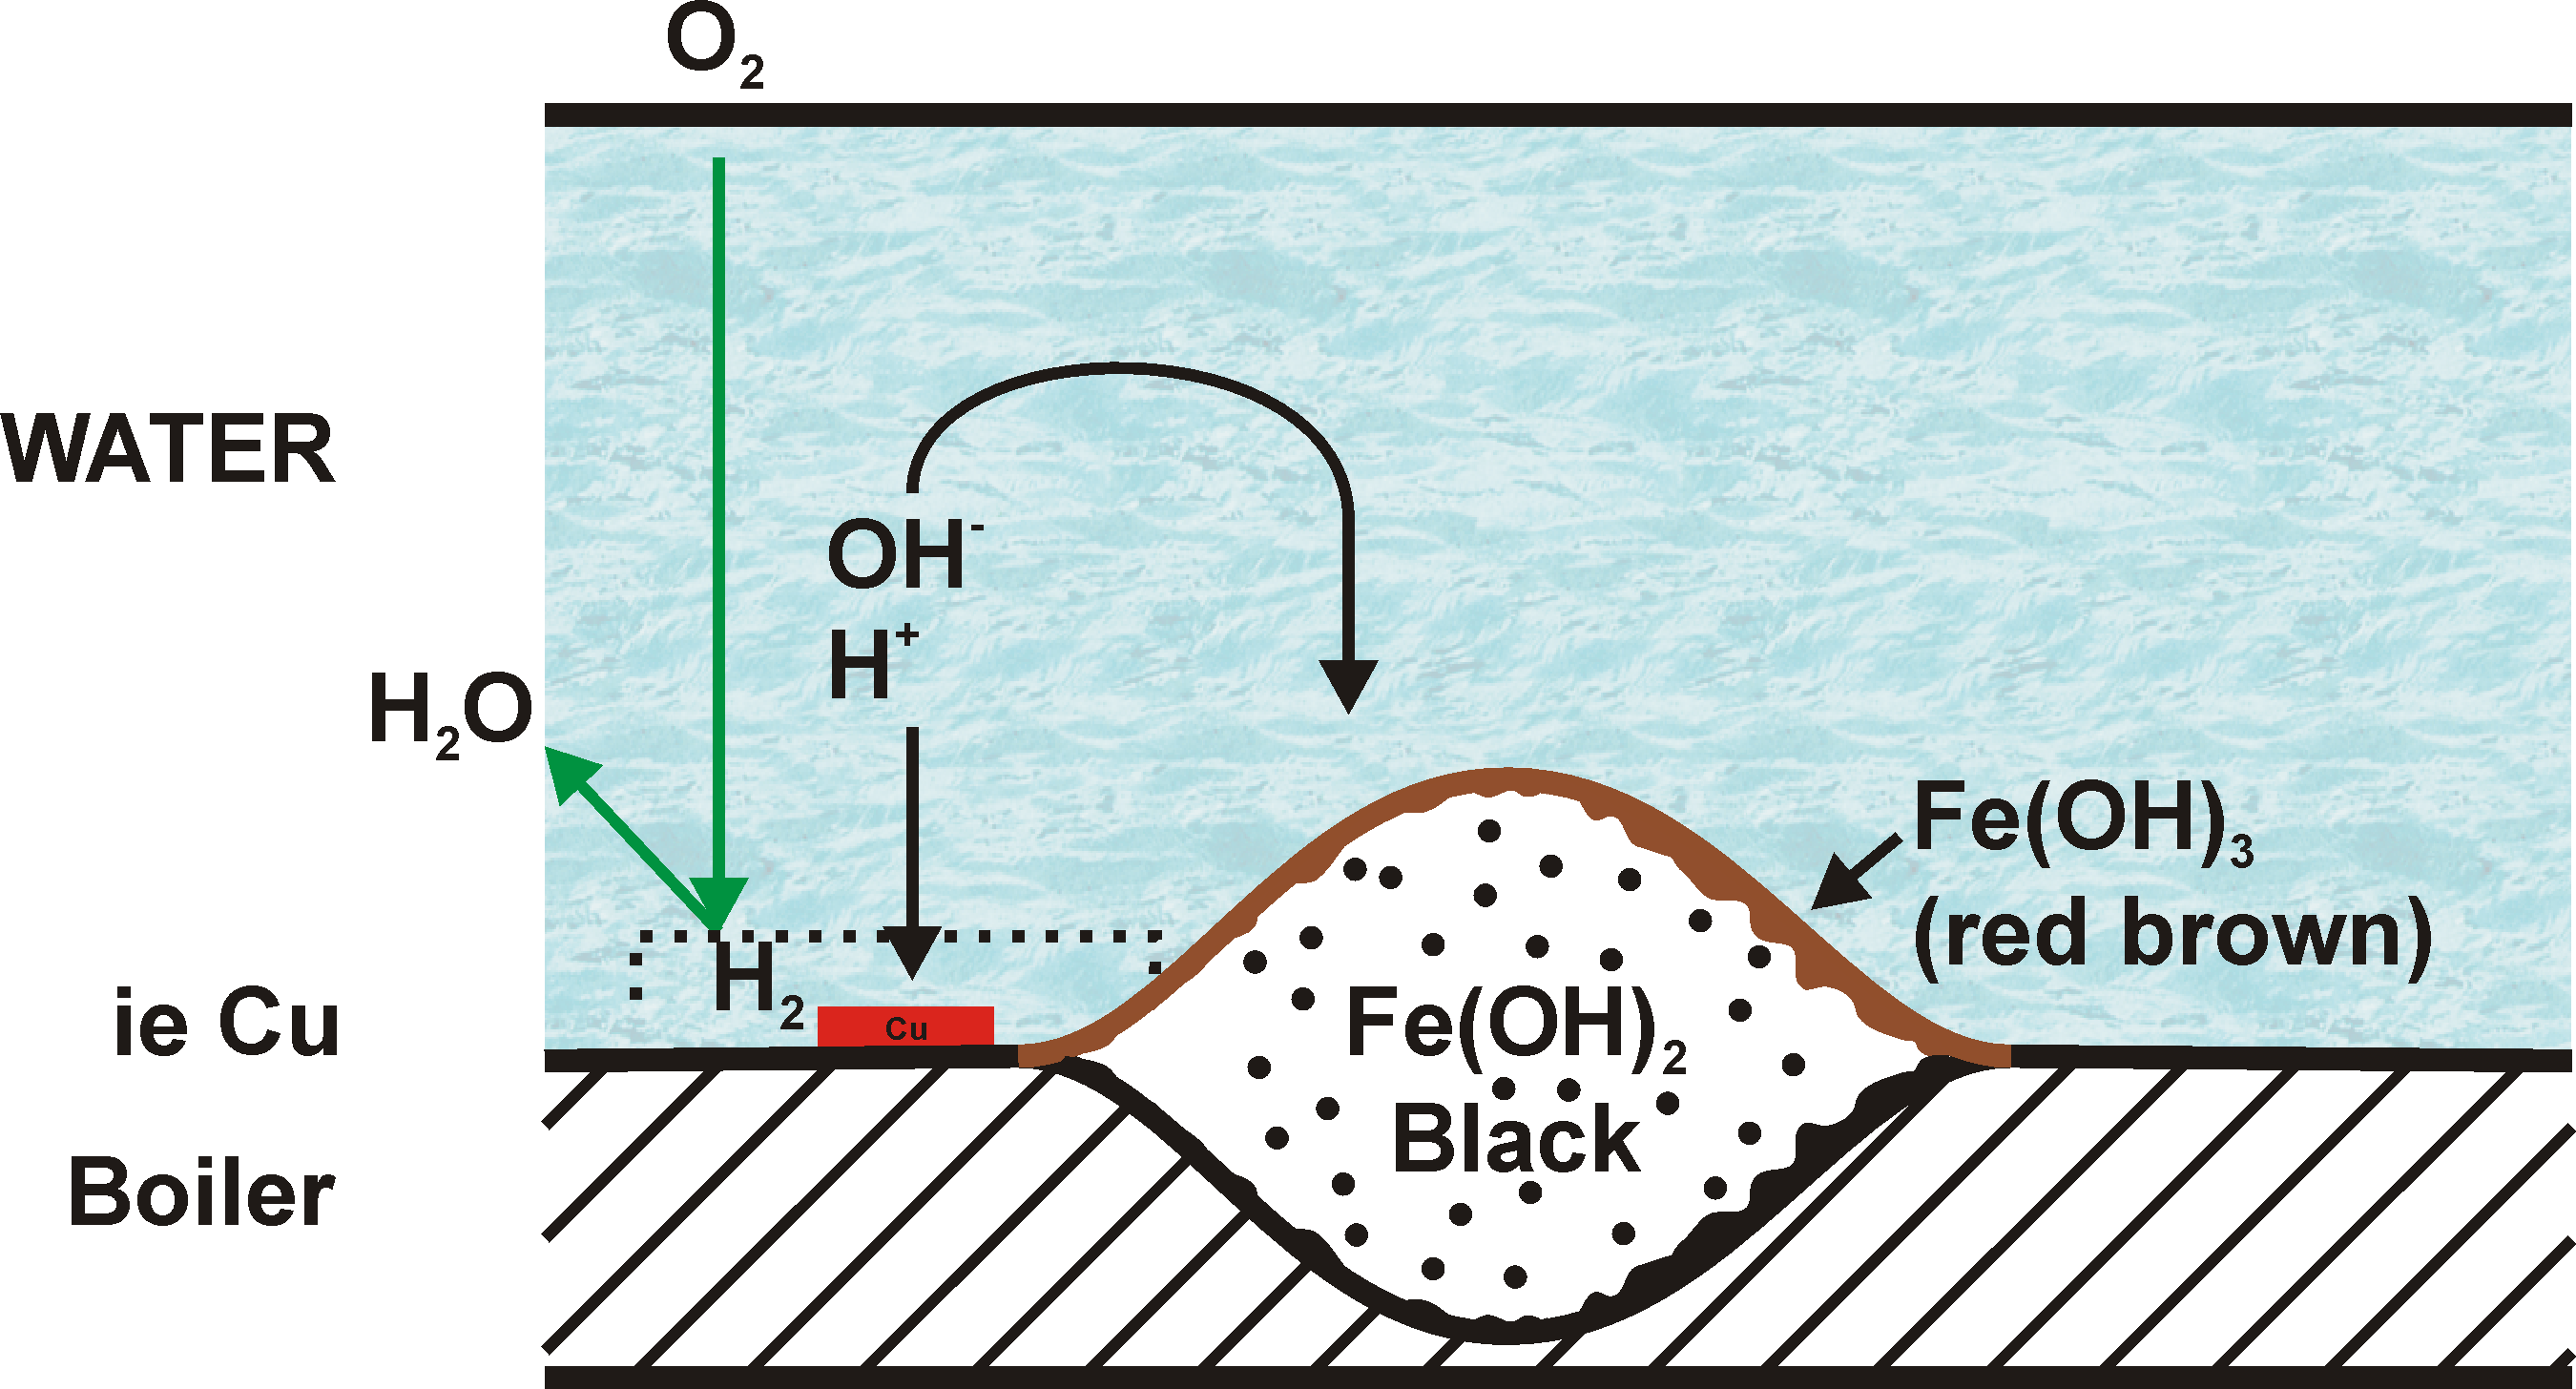 O₂
WATER
OH⁻
H⁺
H₂O
Fe(OH)₃
(red brown)
H₂
ie Cu
Cu
Fe(OH)₂
Black
Boiler